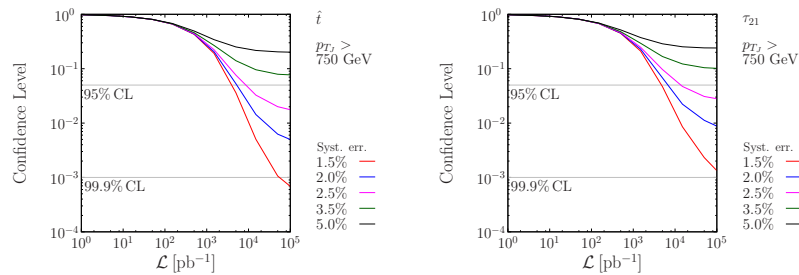 10^0
10^{-1}
10^{-2}
10^{-3}
10^{-4}
Confidence Level
95% CL
99.9% CL
10^0 10^1 10^2 10^3 10^4 10^5
𝓛 [pb^{-1}]
t̂
p_{T_J} >
750 GeV
Syst. err.
1.5%
2.0%
2.5%
3.5%
5.0%
10^0
10^{-1}
10^{-2}
10^{-3}
10^{-4}
Confidence Level
95% CL
99.9% CL
10^0 10^1 10^2 10^3 10^4 10^5
𝓛 [pb^{-1}]
τ_{21}
p_{T_J} >
750 GeV
Syst. err.
1.5%
2.0%
2.5%
3.5%
5.0%